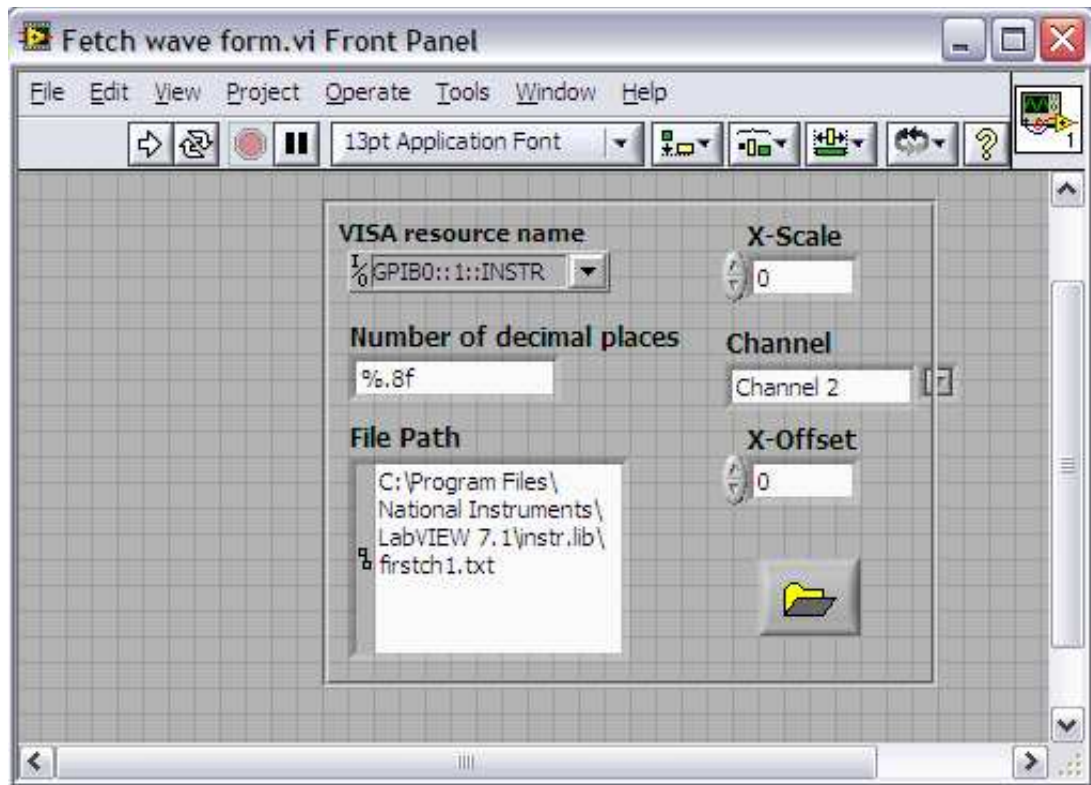 Fetch wave form.vi Front Panel
File Edit View Project Operate Tools Window Help
13pt Application Font
1
VISA resource name
GPIB0::1::INSTR
X-Scale
0
Number of decimal places
%.8f
Channel
Channel 2
File Path
C:\Program Files\
National Instruments\
LabVIEW 7.1\instr.lib\
firstch1.txt
X-Offset
0